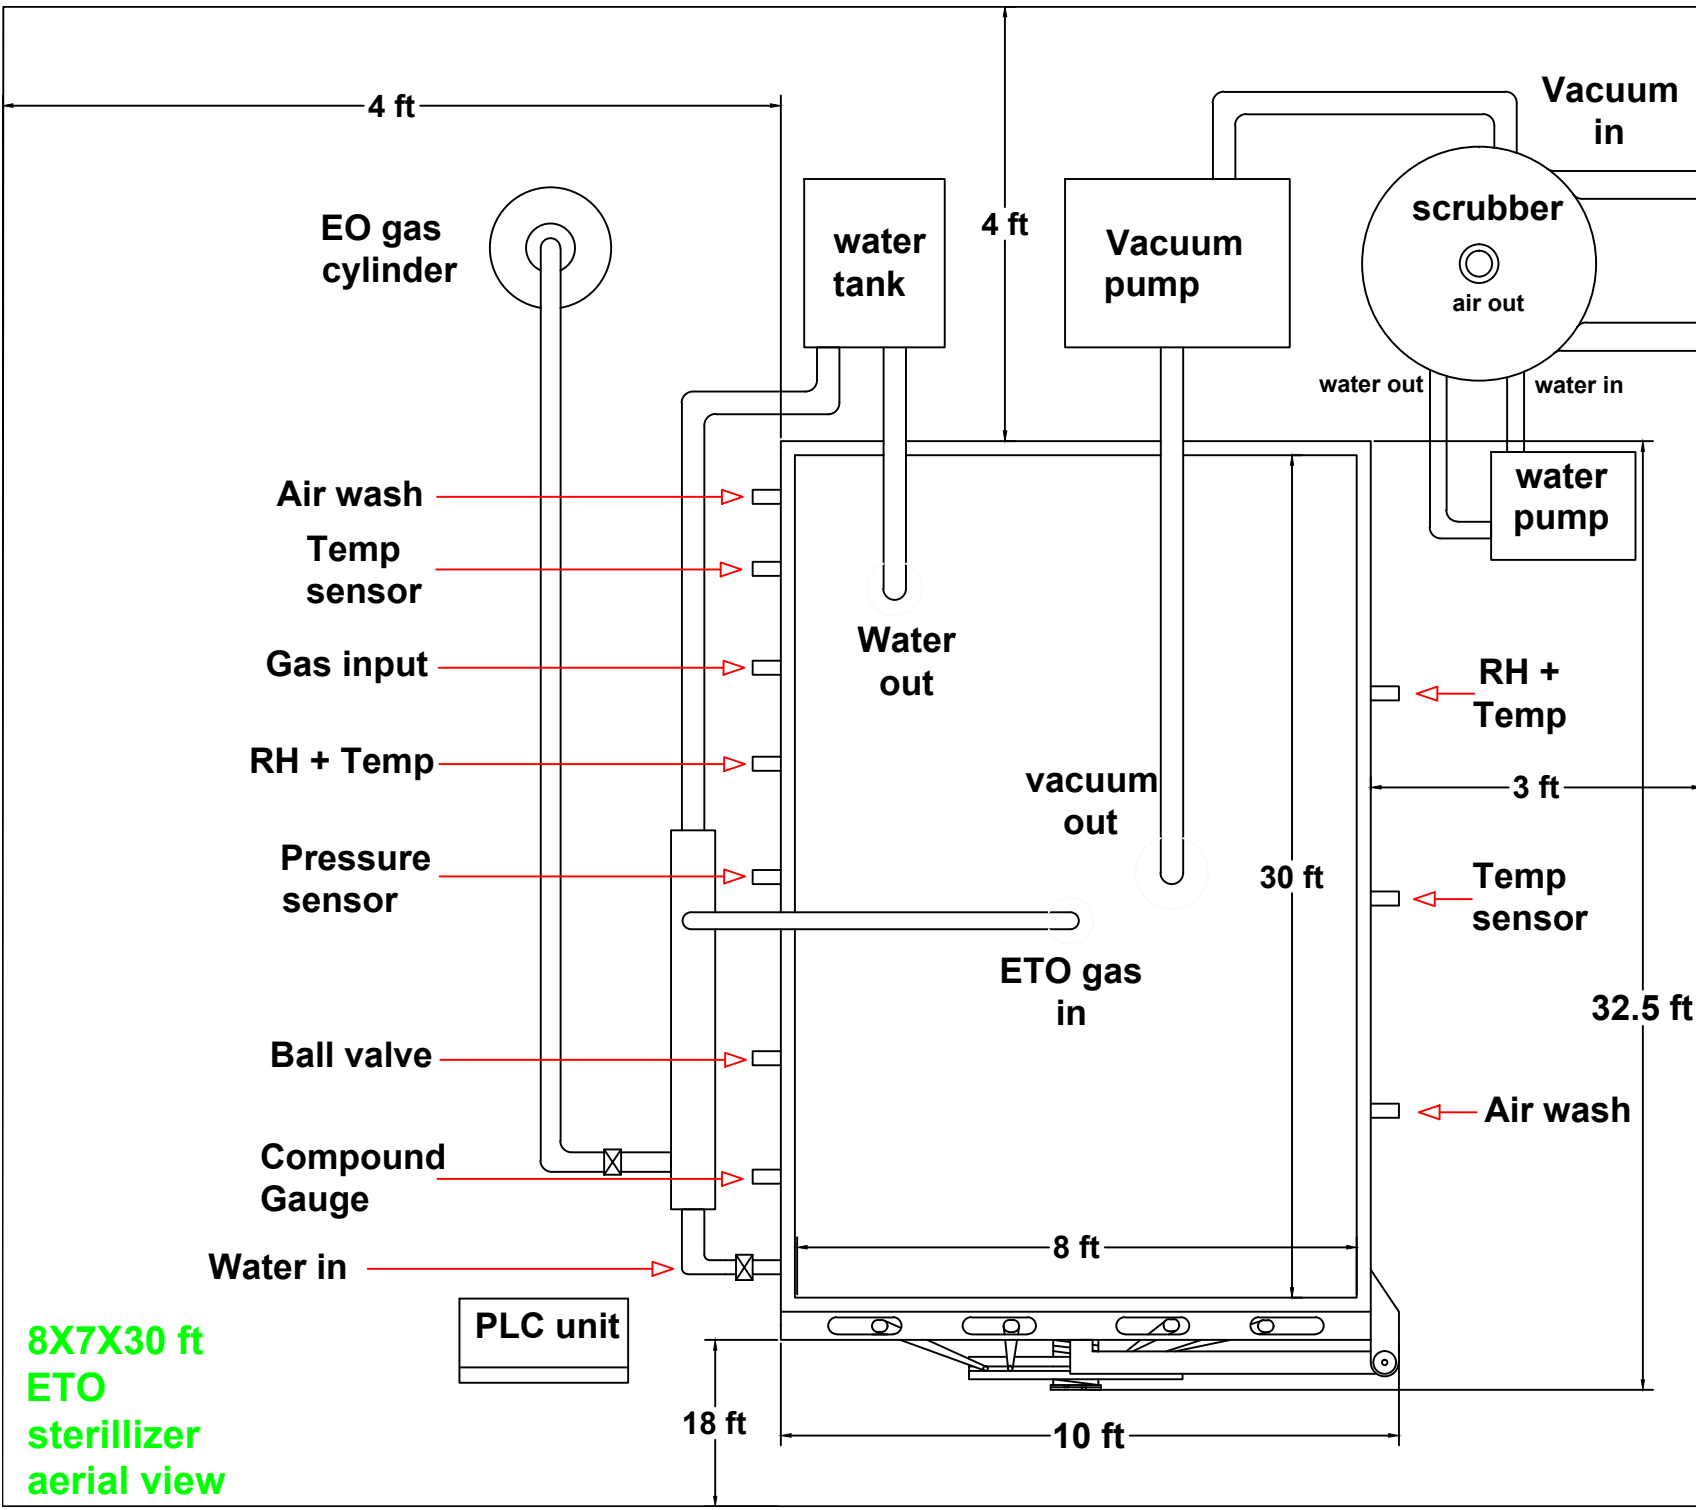 4 ft
Vacuum
in
EO gas
cylinder
water
tank
4 ft
Vacuum
pump
scrubber
air out
water out
water in
water
pump
Air wash
Temp
sensor
Gas input
RH + Temp
Pressure
sensor
Ball valve
Compound
Gauge
Water in
Water
out
vacuum
out
30 ft
ETO gas
in
8 ft
RH +
Temp
3 ft
Temp
sensor
32.5 ft
Air wash
PLC unit
18 ft
10 ft
8X7X30 ft
ETO
sterillizer
aerial view